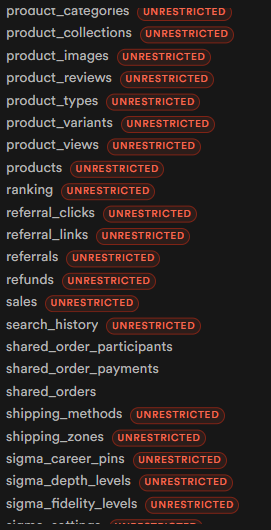 product_categories UNRESTRICTED
product_collections UNRESTRICTED
product_images UNRESTRICTED
product_reviews UNRESTRICTED
product_types UNRESTRICTED
product_variants UNRESTRICTED
product_views UNRESTRICTED
products UNRESTRICTED
ranking UNRESTRICTED
referral_clicks UNRESTRICTED
referral_links UNRESTRICTED
referrals UNRESTRICTED
refunds UNRESTRICTED
sales UNRESTRICTED
search_history UNRESTRICTED
shared_order_participants
shared_order_payments
shared_orders
shipping_methods UNRESTRICTED
shipping_zones UNRESTRICTED
sigma_career_pins UNRESTRICTED
sigma_depth_levels UNRESTRICTED
sigma_fidelity_levels UNRESTRICTED